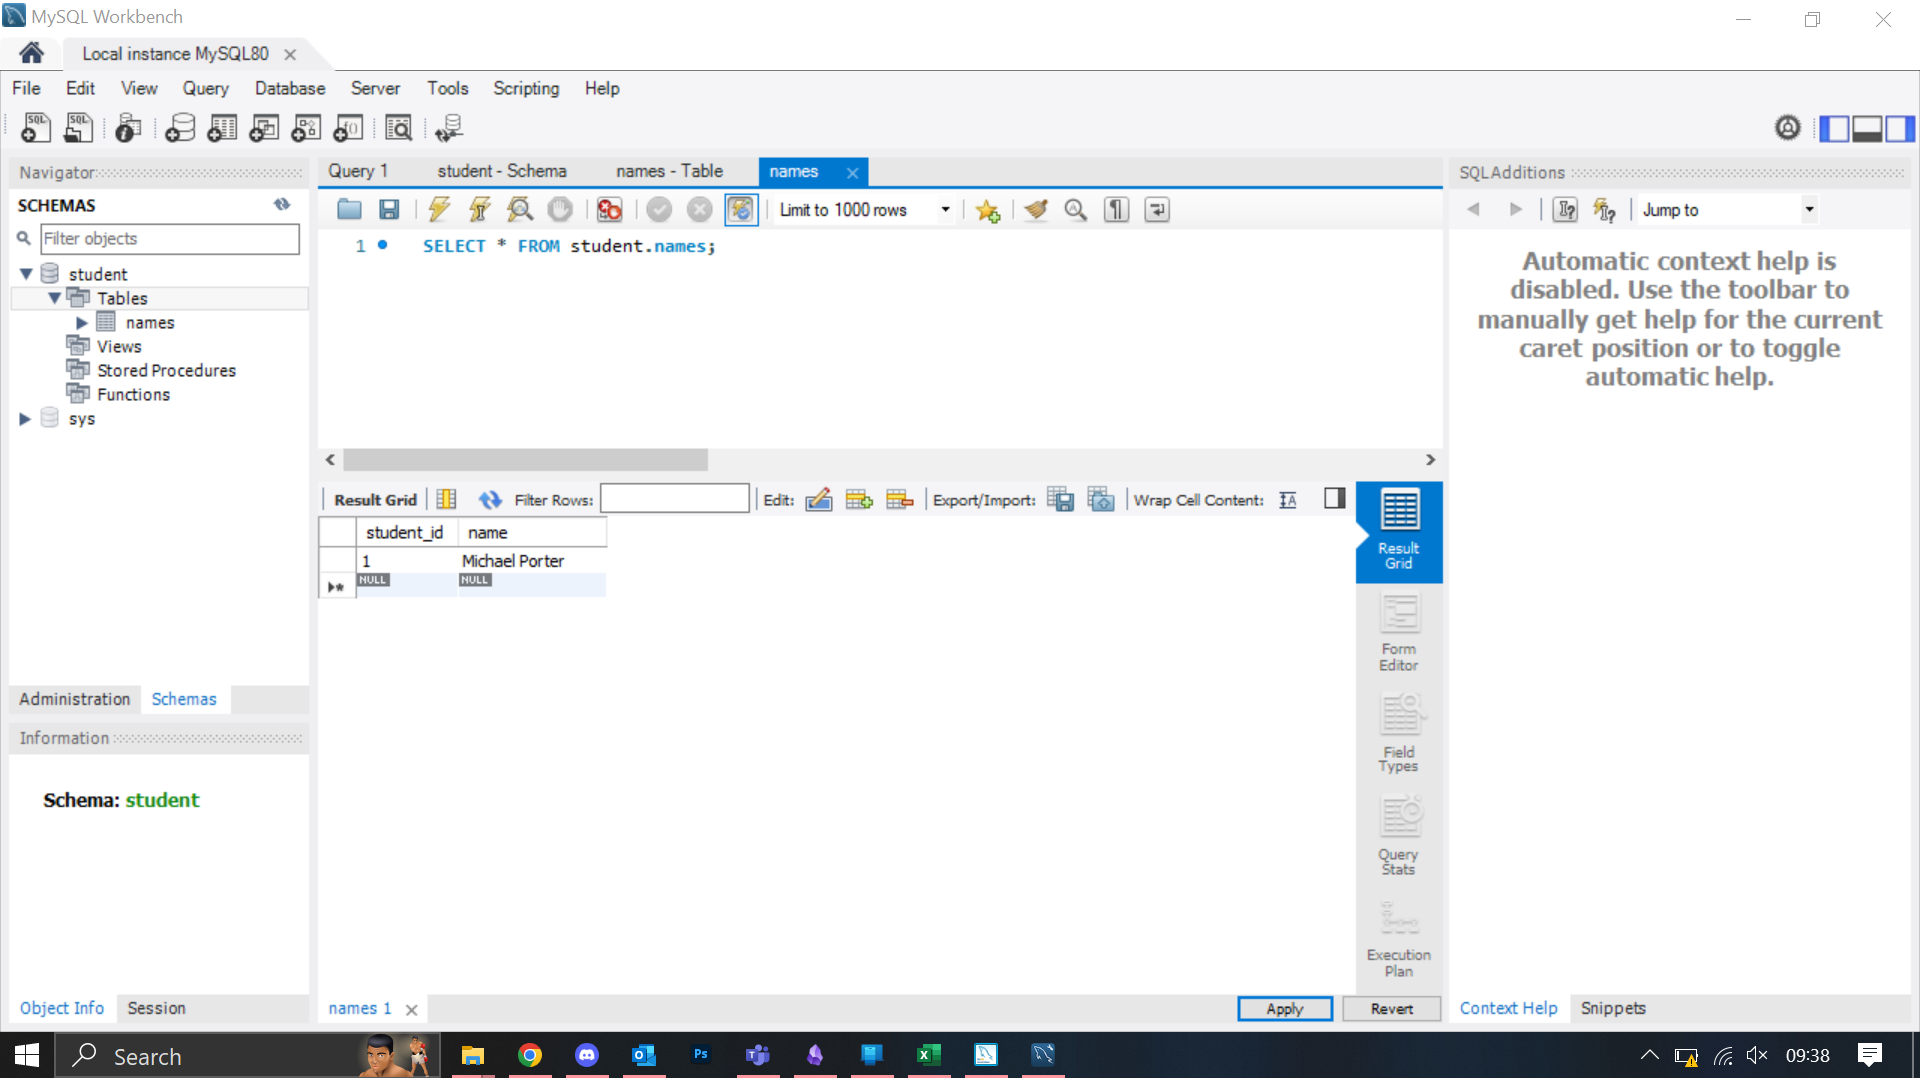 MySQL Workbench
Local instance MySQL80
File Edit View Query Database Server Tools Scripting Help
Navigator
SCHEMAS
Filter objects
student
Tables
names
Views
Stored Procedures
Functions
sys
Administration Schemas
Information
Schema: student
Object Info Session
Query 1 student - Schema names - Table names
Limit to 1000 rows
1 SELECT * FROM student.names;
Result Grid Filter Rows: Edit: Export/Import: Wrap Cell Content:
student_id name
1 Michael Porter
NULL NULL
Result
Grid
Form
Editor
Field
Types
Query
Stats
Execution
Plan
names 1
Apply Revert
SQLAdditions
Jump to
Automatic context help is
disabled. Use the toolbar to
manually get help for the current
caret position or to toggle
automatic help.
Context Help Snippets
Search
Ps
09:38